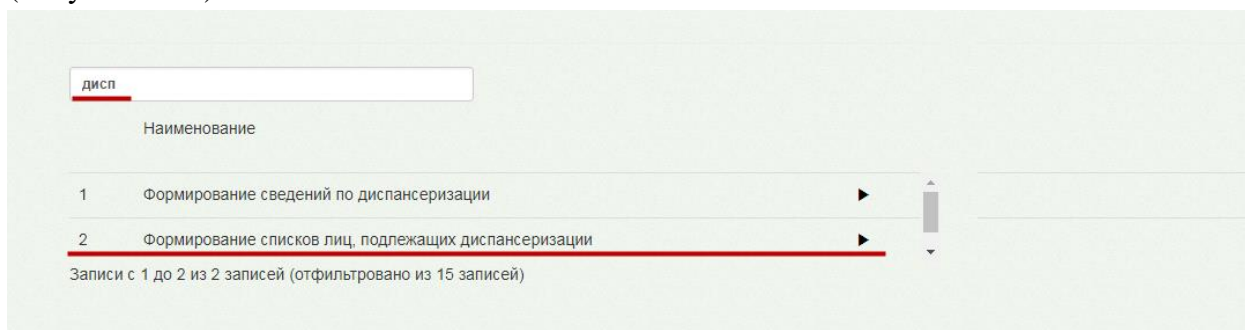 дисп
Наименование
1 Формирование сведений по диспансеризации
2 Формирование списков лиц, подлежащих диспансеризации
Записи с 1 до 2 из 2 записей (отфильтровано из 15 записей)